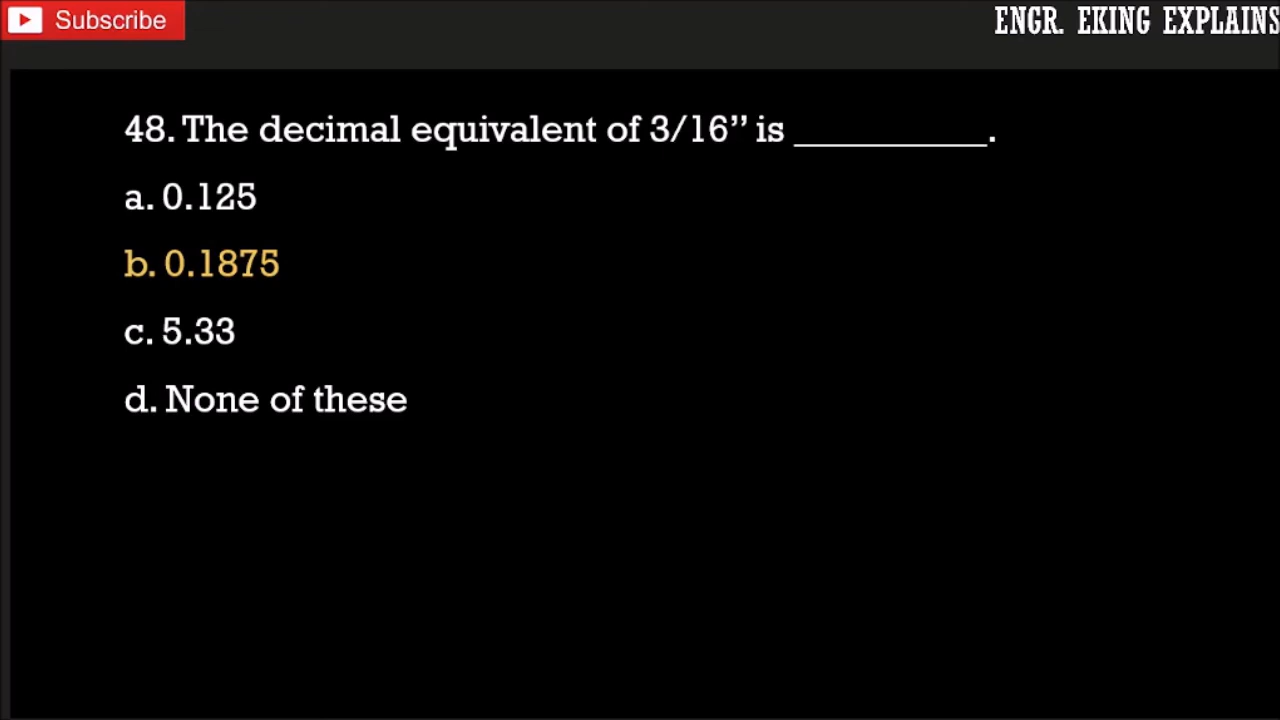 Subscribe
ENGR. EKING EXPLAINS
48. The decimal equivalent of 3/16” is __________.
a. 0.125
b. 0.1875
c. 5.33
d. None of these